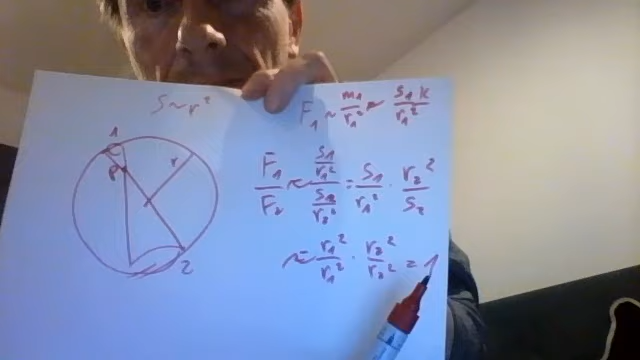 S ~ r²
F₁ ~ m₁/r₁² ~ S₁k/r₁²
1
P
r
2
F₁/F₂ ~ (S₁/r₁²)/(S₂/r₂²) = S₁/r₁² · r₂²/S₂
~ r₁²/r₁² · r₂²/r₂² = 1